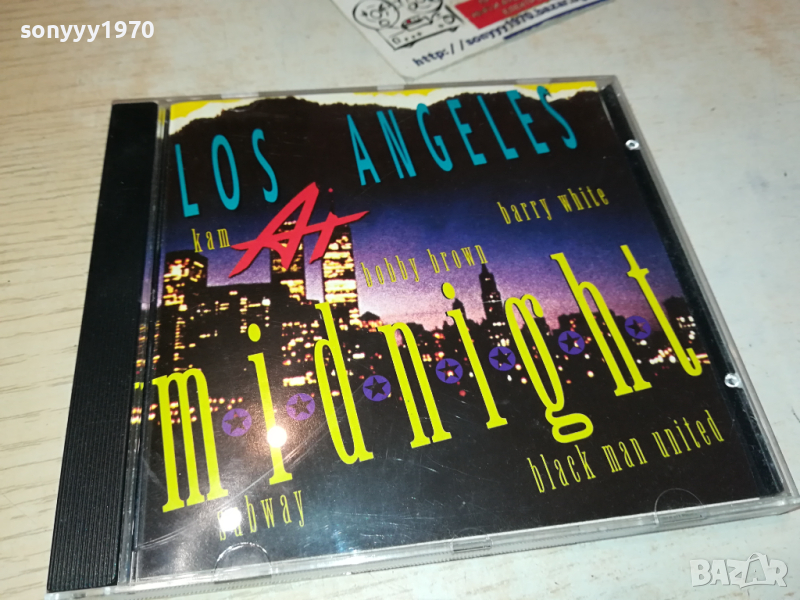 sonyyy1970
http://sonyyy1970.bazar.bg
LOS ANGELES
kam
At
barry white
bobby brown
midnight
black man united
subway
BAZAR